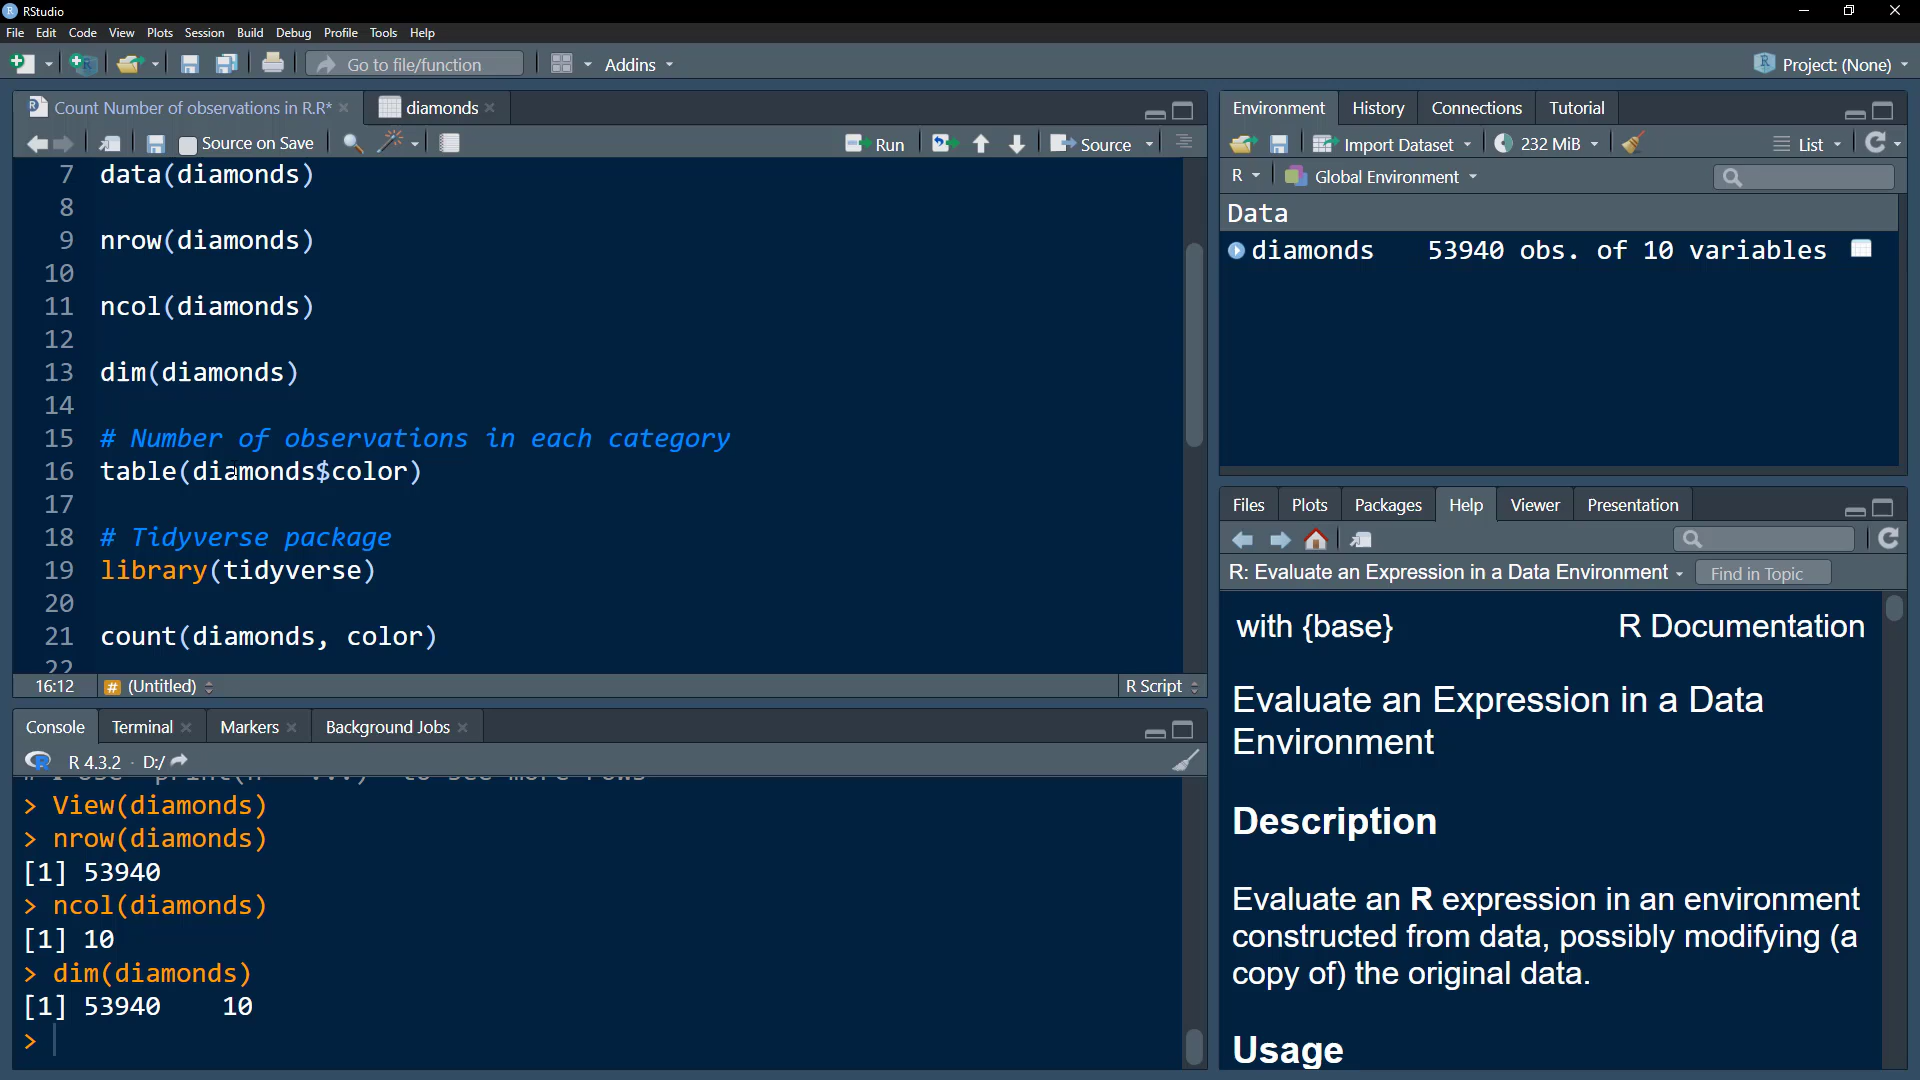 RStudio
File Edit Code View Plots Session Build Debug Profile Tools Help
Go to file/function Addins Project: (None)
Count Number of observations in R.R* diamonds
Source on Save Run Source
7 data(diamonds)
8
9 nrow(diamonds)
10
11 ncol(diamonds)
12
13 dim(diamonds)
14
15 # Number of observations in each category
16 table(diamonds$color)
17
18 # Tidyverse package
19 library(tidyverse)
20
21 count(diamonds, color)
22
16:12 # (Untitled) R Script
Console Terminal Markers Background Jobs
R 4.3.2 · D:/
> View(diamonds)
> nrow(diamonds)
[1] 53940
> ncol(diamonds)
[1] 10
> dim(diamonds)
[1] 53940 10
>
Environment History Connections Tutorial
Import Dataset 232 MiB List
R Global Environment
Data
diamonds 53940 obs. of 10 variables
Files Plots Packages Help Viewer Presentation
R: Evaluate an Expression in a Data Environment Find in Topic
with {base} R Documentation
Evaluate an Expression in a Data
Environment
Description
Evaluate an R expression in an environment
constructed from data, possibly modifying (a
copy of) the original data.
Usage